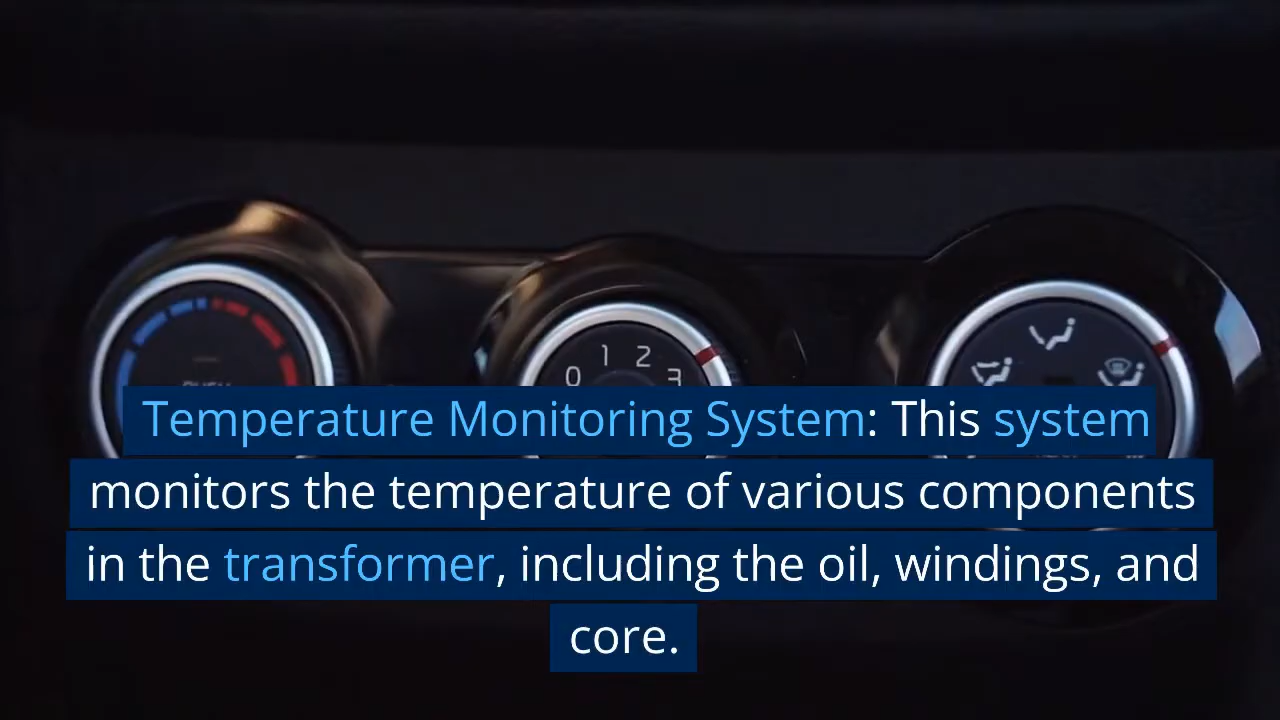 1 2
0 3
Temperature Monitoring System: This system
monitors the temperature of various components
in the transformer, including the oil, windings, and
core.